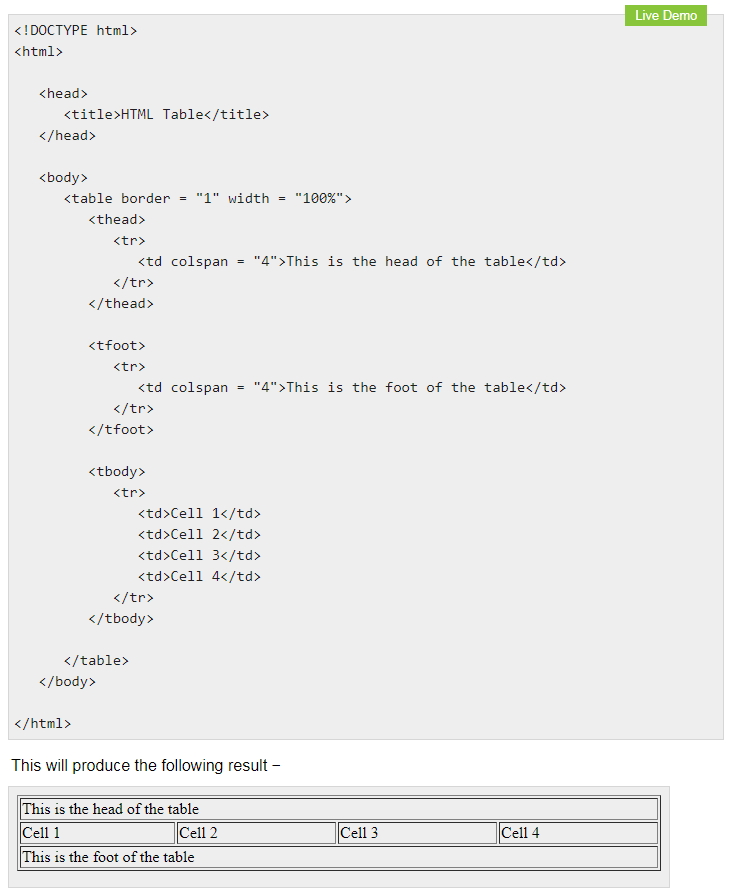 Live Demo
<!DOCTYPE html>
<html>
<head>
<title>HTML Table</title>
</head>
<body>
<table border = "1" width = "100%">
<thead>
<tr>
<td colspan = "4">This is the head of the table</td>
</tr>
</thead>
<tfoot>
<tr>
<td colspan = "4">This is the foot of the table</td>
</tr>
</tfoot>
<tbody>
<tr>
<td>Cell 1</td>
<td>Cell 2</td>
<td>Cell 3</td>
<td>Cell 4</td>
</tr>
</tbody>
</table>
</body>
</html>
This will produce the following result −
This is the head of the table
Cell 1 Cell 2 Cell 3 Cell 4
This is the foot of the table